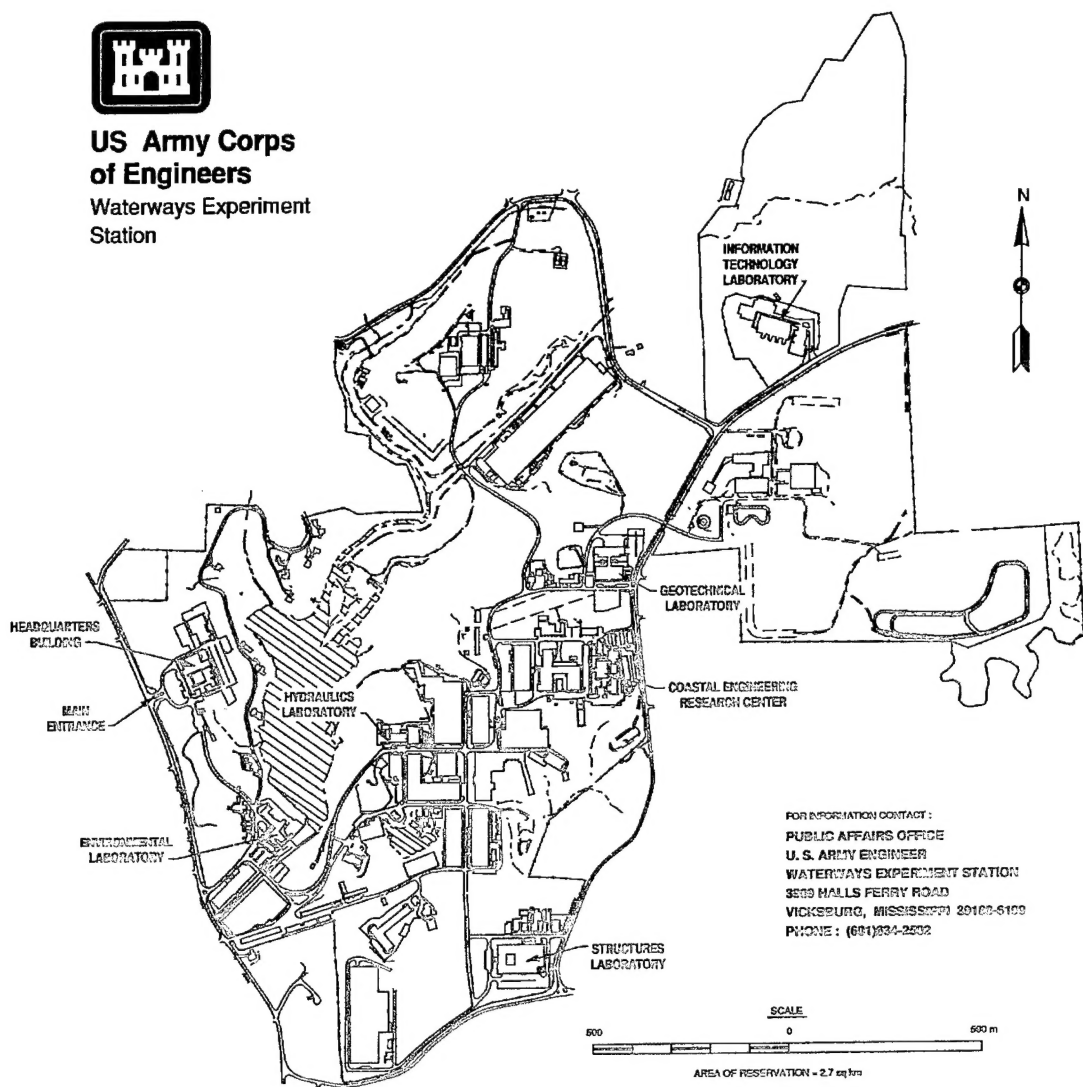 US Army Corps
of Engineers
Waterways Experiment
Station
N
INFORMATION
TECHNOLOGY
LABORATORY
GEOTECHNICAL
LABORATORY
HEADQUARTERS
BUILDING
HYDRAULICS
LABORATORY
COASTAL ENGINEERING
RESEARCH CENTER
MAIN
ENTRANCE
ENVIRONMENTAL
LABORATORY
FOR INFORMATION CONTACT :
PUBLIC AFFAIRS OFFICE
U. S. ARMY ENGINEER
WATERWAYS EXPERIMENT STATION
HALLS FERRY ROAD
VICKSBURG, MISSISSIPPI
PHONE :
STRUCTURES
LABORATORY
SCALE
500 0 500 m
AREA OF RESERVATION = 2.7 sq km